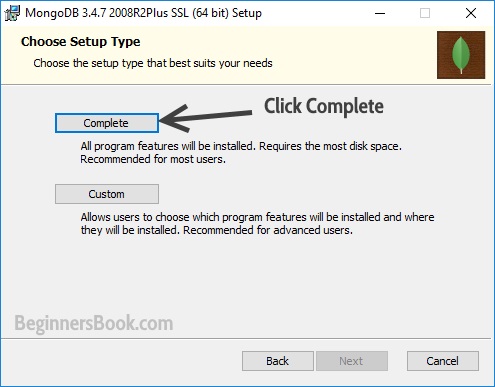 MongoDB 3.4.7 2008R2Plus SSL (64 bit) Setup
Choose Setup Type
Choose the setup type that best suits your needs
Click Complete
Complete
All program features will be installed. Requires the most disk space.
Recommended for most users.
Custom
Allows users to choose which program features will be installed and where
they will be installed. Recommended for advanced users.
BeginnersBook.com
Back
Next
Cancel